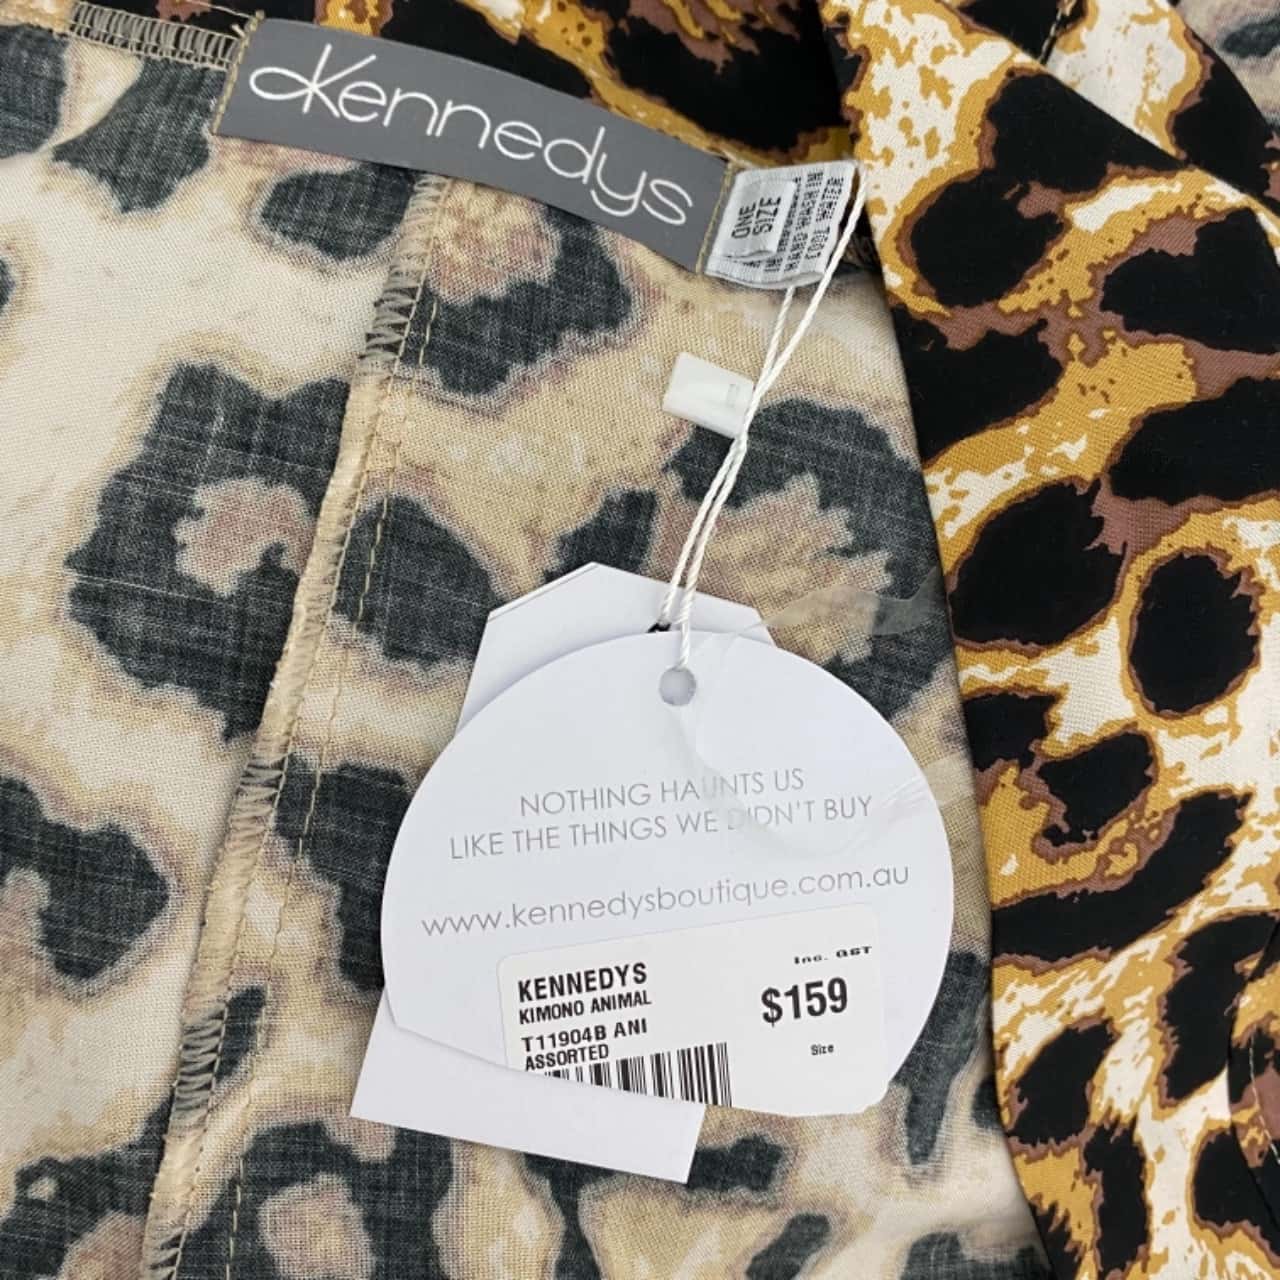 Kennedys
ONE
SIZE
NOTHING HAUNTS US
LIKE THE THINGS WE DIDN'T BUY
www.kennedysboutique.com.au
Inc. GST
KENNEDYS
KIMONO ANIMAL
$159
T11904B ANI
ASSORTED
Size